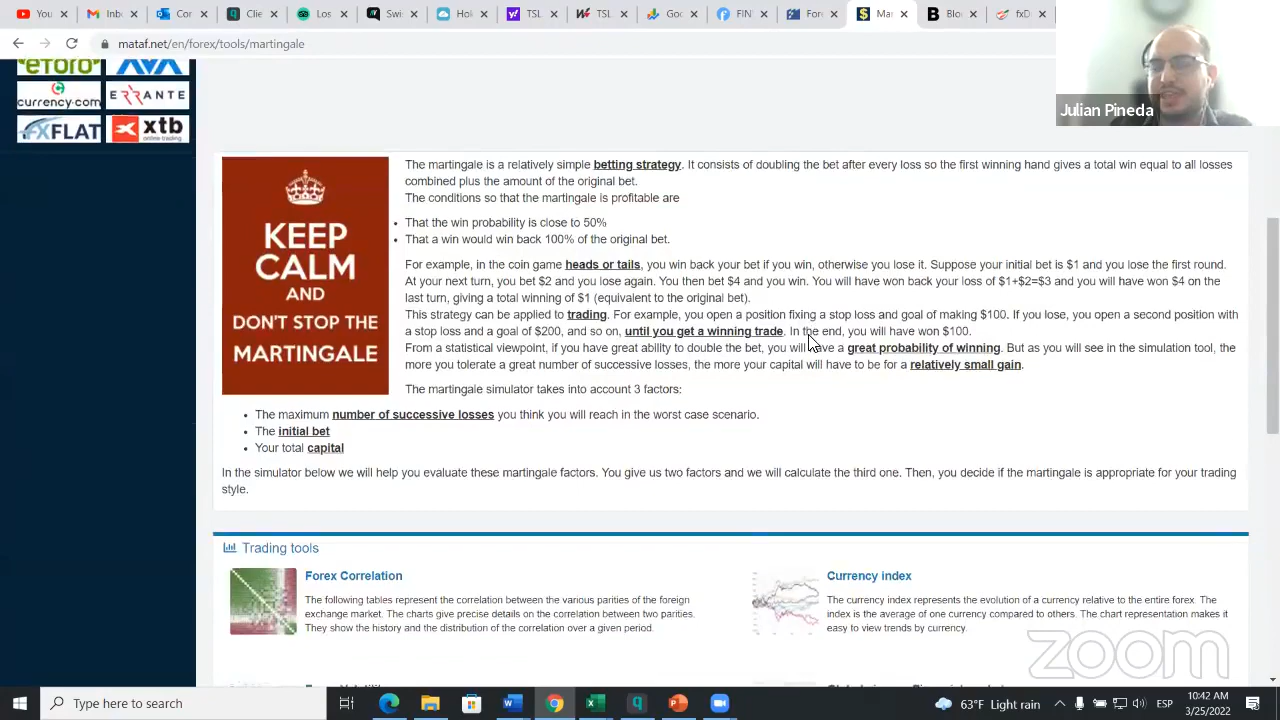 You
Mail
Com
Clie
Tra
Los
Swi
Hol
TSL
TSL
Go
FIN
For
Ma
Blo
fxD
mataf.net/en/forex/tools/martingale
Julian Pineda
eToro
AVA
currency.com
ERRANTE
FXFLAT
xtb
online trading
KEEP
CALM
AND
DON'T STOP THE
MARTINGALE
The martingale is a relatively simple betting strategy. It consists of doubling the bet after every loss so the first winning hand gives a total win equal to all losses
combined plus the amount of the original bet.
The conditions so that the martingale is profitable are
That the win probability is close to 50%
That a win would win back 100% of the original bet.
For example, in the coin game heads or tails, you win back your bet if you win, otherwise you lose it. Suppose your initial bet is $1 and you lose the first round.
At your next turn, you bet $2 and you lose again. You then bet $4 and you win. You will have won back your loss of $1+$2=$3 and you will have won $4 on the
last turn, giving a total winning of $1 (equivalent to the original bet).
This strategy can be applied to trading. For example, you open a position fixing a stop loss and goal of making $100. If you lose, you open a second position with
a stop loss and a goal of $200, and so on, until you get a winning trade. In the end, you will have won $100.
From a statistical viewpoint, if you have great ability to double the bet, you will have a great probability of winning. But as you will see in the simulation tool, the
more you tolerate a great number of successive losses, the more your capital will have to be for a relatively small gain.
The martingale simulator takes into account 3 factors:
The maximum number of successive losses you think you will reach in the worst case scenario.
The initial bet
Your total capital
In the simulator below we will help you evaluate these martingale factors. You give us two factors and we will calculate the third one. Then, you decide if the martingale is appropriate for your trading
style.
Trading tools
Forex Correlation
The following tables represent the correlation between the various parities of the foreign
exchange market. The charts give precise details on the correlation between two parities.
They show the history and the distribution of the correlation over a given period.
Currency index
The currency index represents the evolution of a currency relative to the entire forex. The
index is the average of one currency compared to others. The chart representation makes it
easy to view trends by currency.
zoom
Type here to search
63°F Light rain
ESP
10:42 AM
3/25/2022